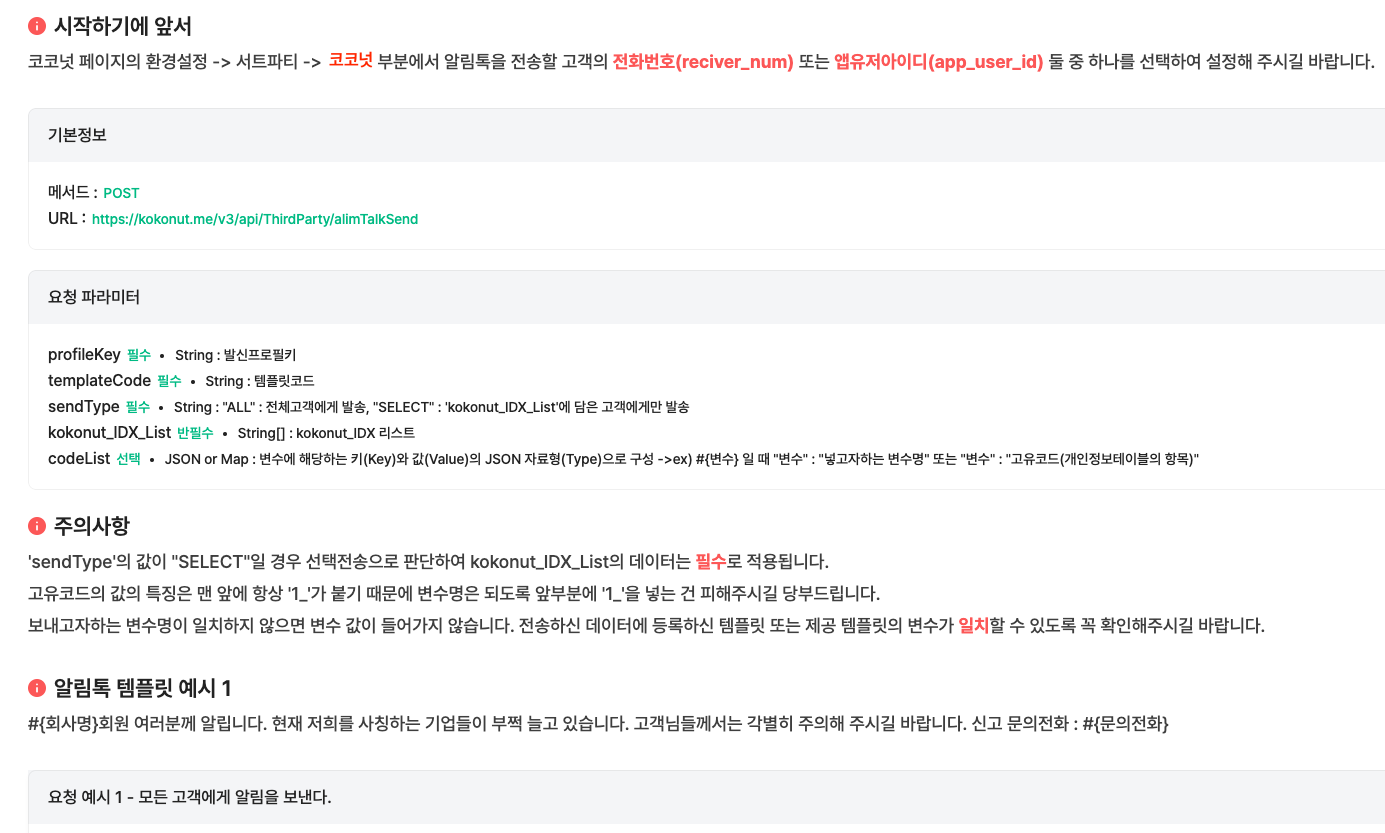 시작하기에 앞서
코코넛 페이지의 환경설정 -> 서트파티 -> 코코넛 부분에서 알림톡을 전송할 고객의 전화번호(reciver_num) 또는 앱유저아이디(app_user_id) 둘 중 하나를 선택하여 설정해 주시길 바랍니다.
기본정보
메서드 : POST
URL : https://kokonut.me/v3/api/ThirdParty/alimTalkSend
요청 파라미터
profileKey 필수 • String : 발신프로필키
templateCode 필수 • String : 템플릿코드
sendType 필수 • String : "ALL" : 전체고객에게 발송, "SELECT" : 'kokonut_IDX_List'에 담은 고객에게만 발송
kokonut_IDX_List 반필수 • String[] : kokonut_IDX 리스트
codeList 선택 • JSON or Map : 변수에 해당하는 키(Key)와 값(Value)의 JSON 자료형(Type)으로 구성 ->ex) #{변수} 일 때 "변수" : "넣고자하는 변수명" 또는 "변수" : "고유코드(개인정보테이블의 항목)"
주의사항
'sendType'의 값이 "SELECT"일 경우 선택전송으로 판단하여 kokonut_IDX_List의 데이터는 필수로 적용됩니다.
고유코드의 값의 특징은 맨 앞에 항상 '1_'가 붙기 때문에 변수명은 되도록 앞부분에 '1_'을 넣는 건 피해주시길 당부드립니다.
보내고자하는 변수명이 일치하지 않으면 변수 값이 들어가지 않습니다. 전송하신 데이터에 등록하신 템플릿 또는 제공 템플릿의 변수가 일치할 수 있도록 꼭 확인해주시길 바랍니다.
알림톡 템플릿 예시 1
#{회사명}회원 여러분께 알립니다. 현재 저희를 사칭하는 기업들이 부쩍 늘고 있습니다. 고객님들께서는 각별히 주의해 주시길 바랍니다. 신고 문의전화 : #{문의전화}
요청 예시 1 - 모든 고객에게 알림을 보낸다.